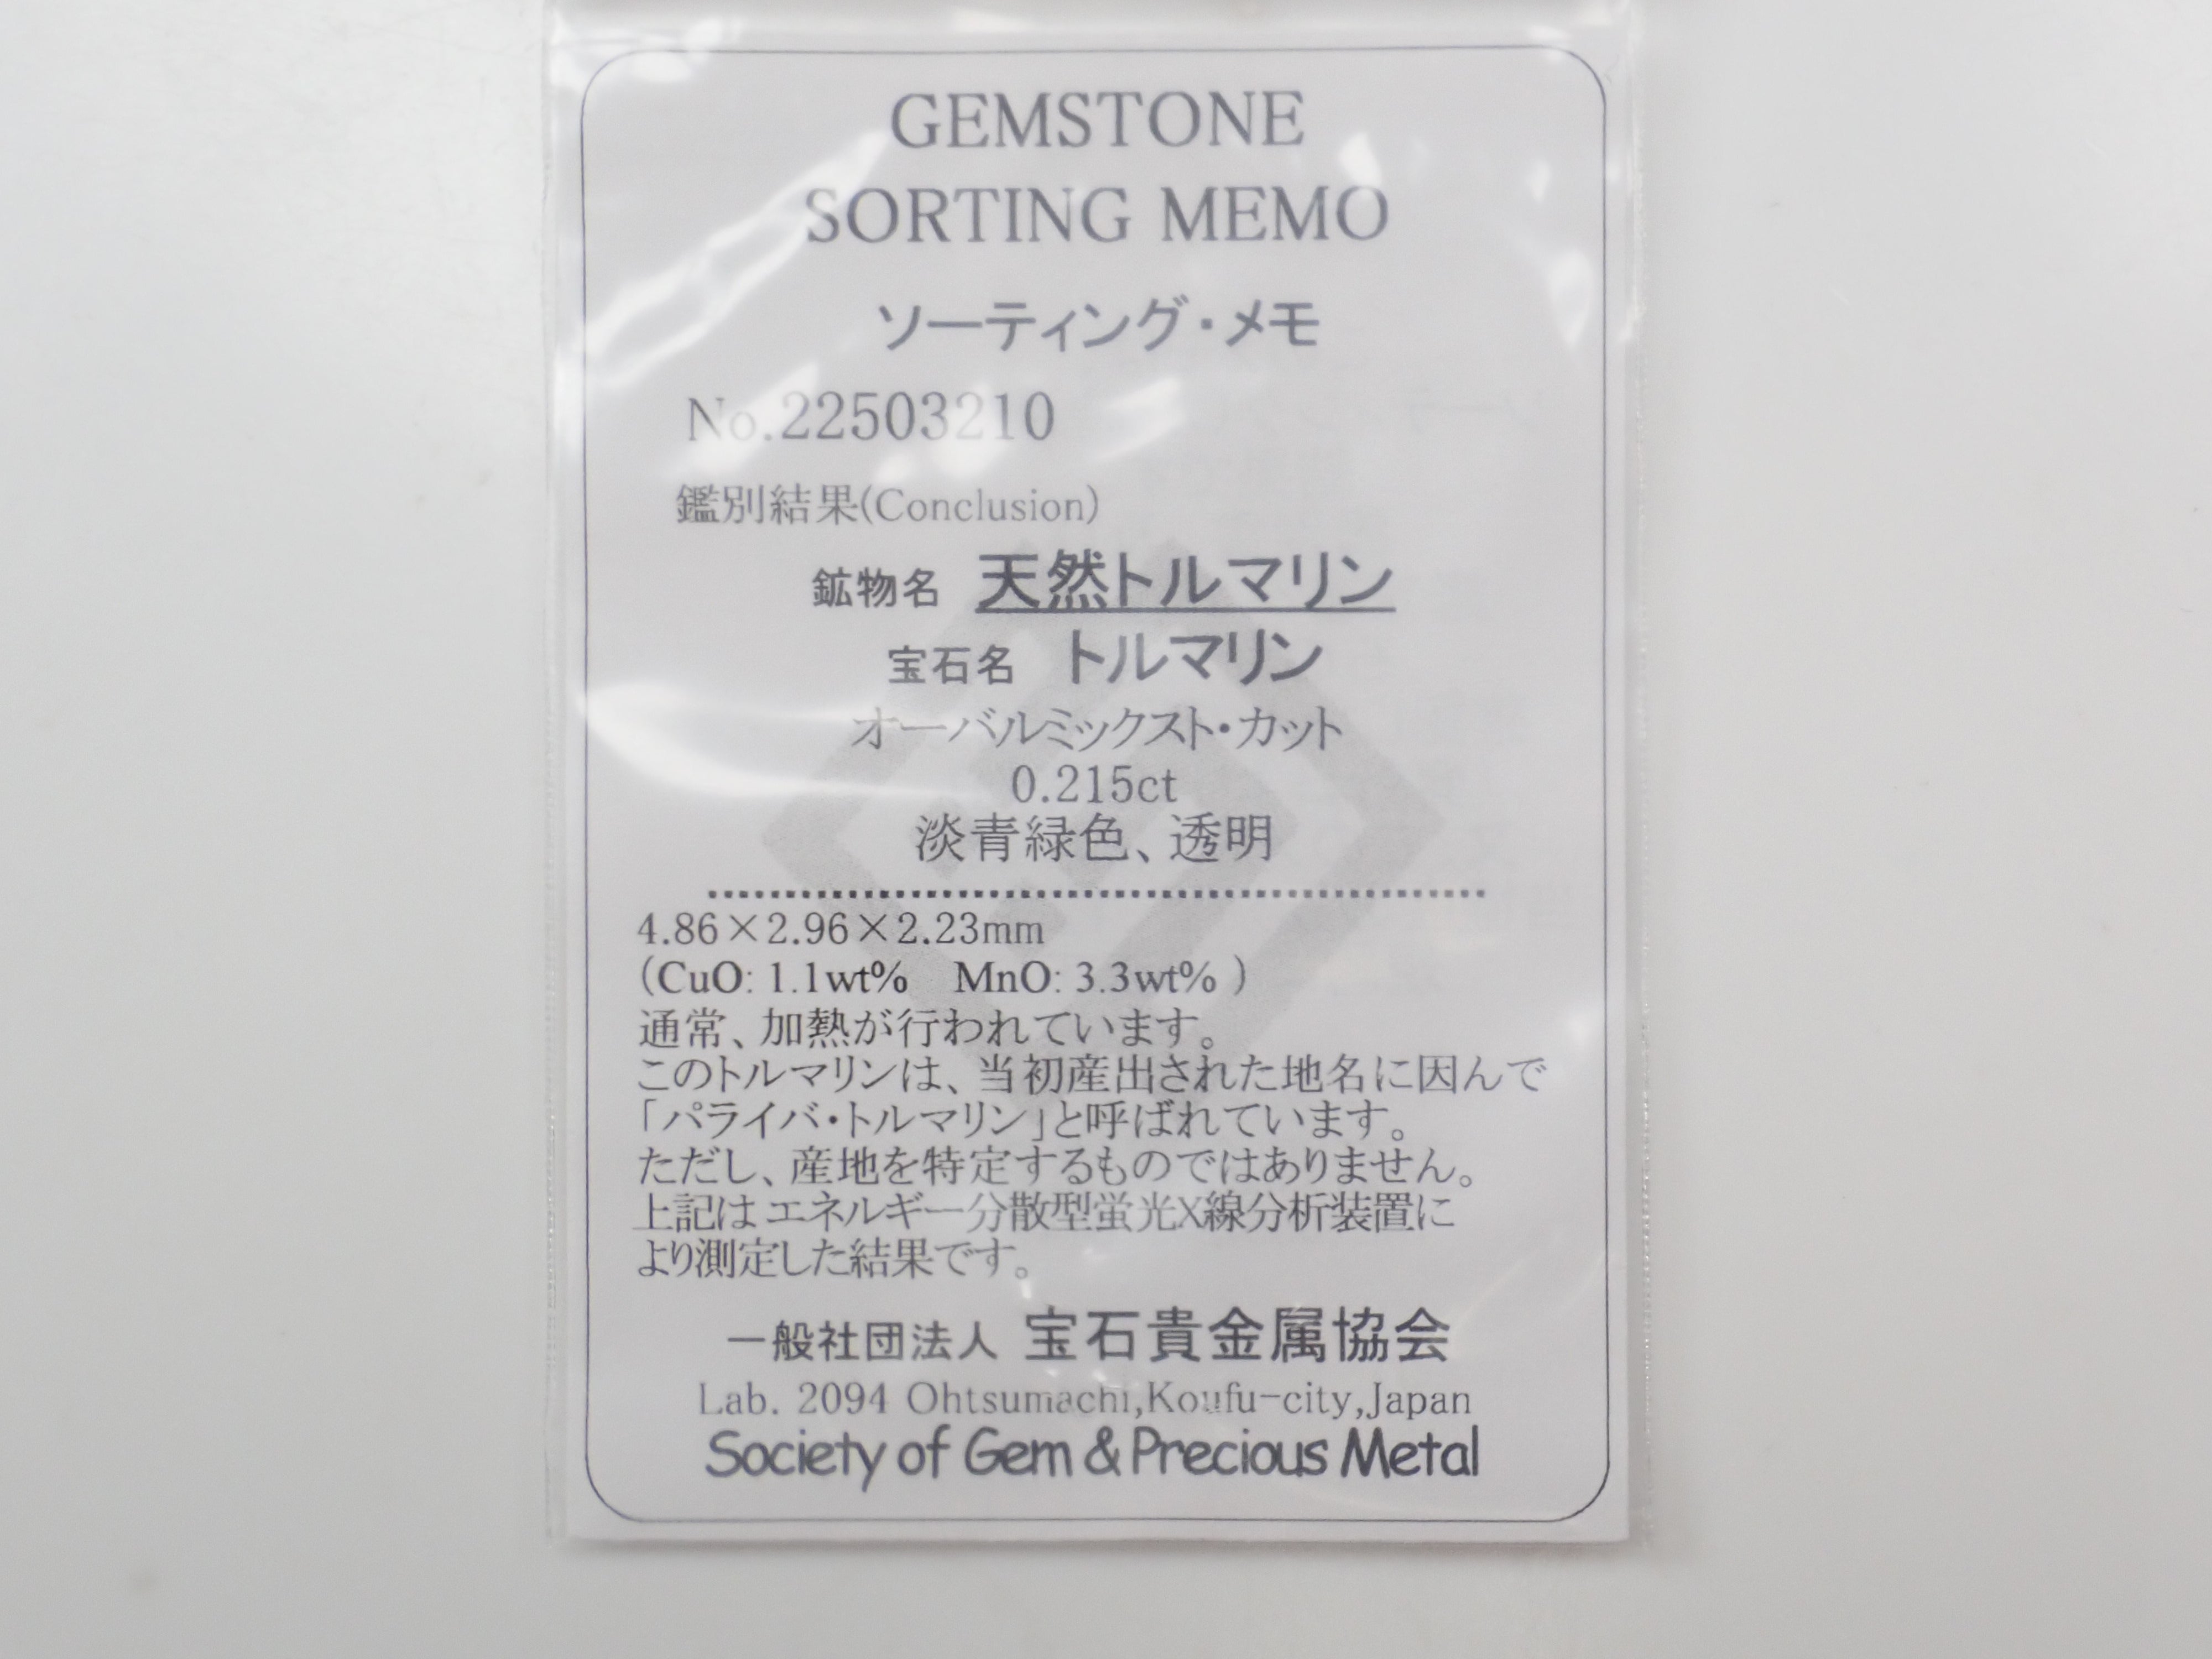 GEMSTONE
SORTING MEMO
ソーティング・メモ
No.22503210
鑑別結果(Conclusion)
鉱物名 天然トルマリン
宝石名 トルマリン
オーバルミックスト・カット
0.215ct
淡青緑色、透明
4.86×2.96×2.23mm
(CuO: 1.1wt% MnO: 3.3wt% )
通常、加熱が行われています。
このトルマリンは、当初産出された地名に因んで
「パライバ・トルマリン」と呼ばれています。
ただし、産地を特定するものではありません。
上記はエネルギー分散型蛍光X線分析装置に
より測定した結果です。
一般社団法人 宝石貴金属協会
Lab. 2094 Ohtsumachi,Koufu-city,Japan
Society of Gem & Precious Metal